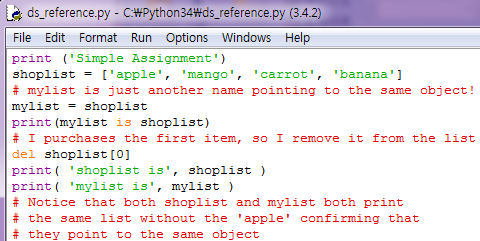 ds_reference.py - C:₩Python34₩ds_reference.py (3.4.2)
File Edit Format Run Options Windows Help
print ('Simple Assignment')
shoplist = ['apple', 'mango', 'carrot', 'banana']
# mylist is just another name pointing to the same object!
mylist = shoplist
print(mylist is shoplist)
# I purchases the first item, so I remove it from the list
del shoplist[0]
print( 'shoplist is', shoplist )
print( 'mylist is', mylist )
# Notice that both shoplist and mylist both print
# the same list without the 'apple' confirming that
# they point to the same object